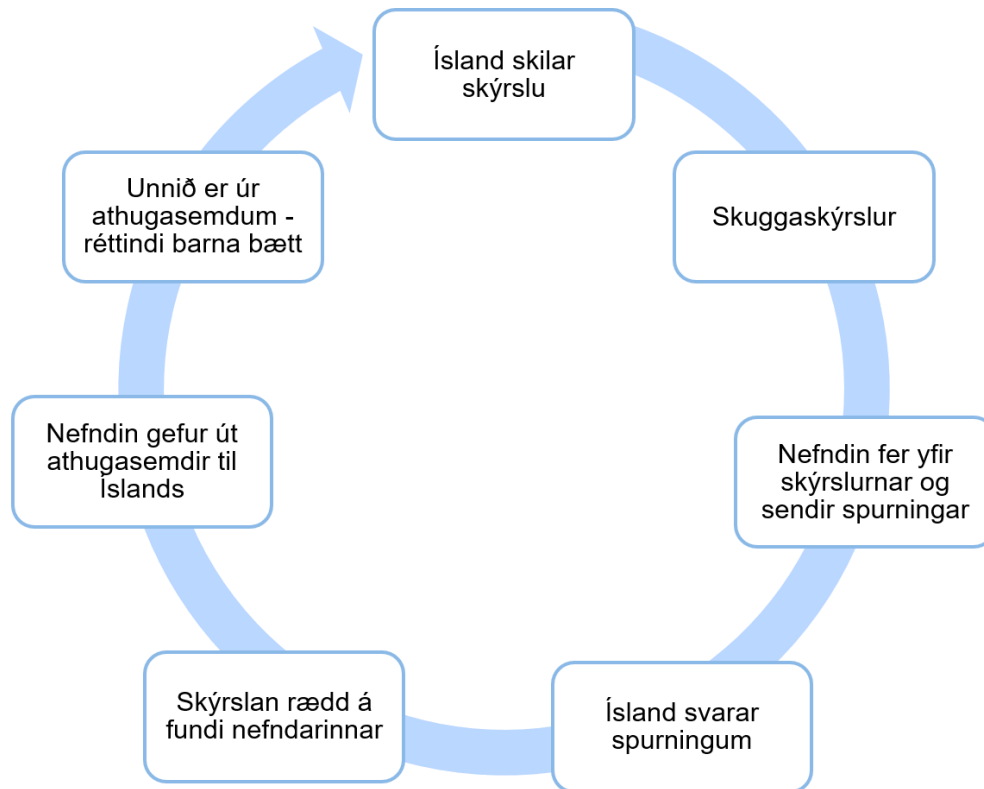 Ísland skilar
skýrslu
Skuggaskýrslur
Nefndin fer yfir
skýrslurnar og
sendir spurningar
Ísland svarar
spurningum
Skýrslan rædd á
fundi nefndarinnar
Nefndin gefur út
athugasemdir til
Íslands
Unnið er úr
athugasemdum -
réttindi barna bætt